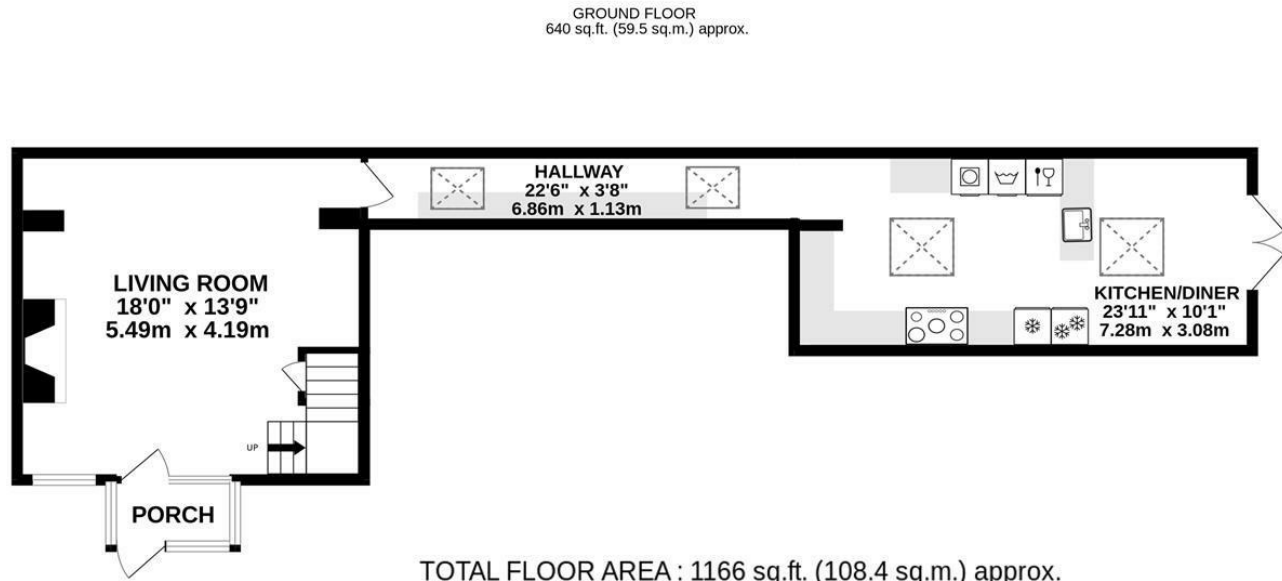 GROUND FLOOR
640 sq.ft. (59.5 sq.m.) approx.
HALLWAY
22'6" x 3'8"
6.86m x 1.13m
LIVING ROOM
18'0" x 13'9"
5.49m x 4.19m
KITCHEN/DINER
23'11" x 10'1"
7.28m x 3.08m
UP
PORCH
TOTAL FLOOR AREA : 1166 sq.ft. (108.4 sq.m.) approx.